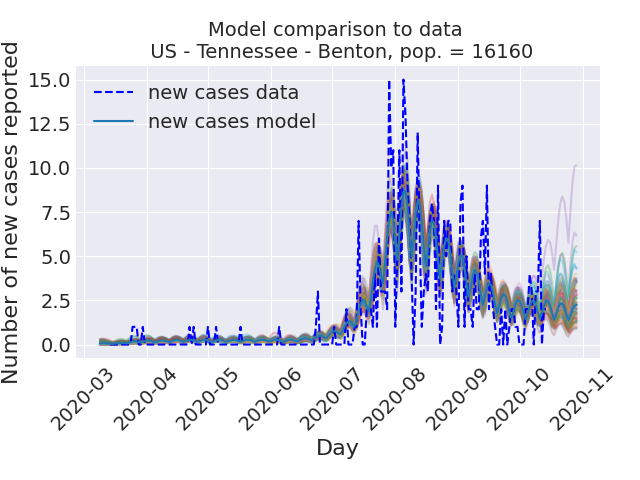 Model comparison to data
US - Tennessee - Benton, pop. = 16160
15.0
12.5
10.0
7.5
5.0
2.5
0.0
Number of new cases reported
new cases data
new cases model
2020-03
2020-04
2020-05
2020-06
2020-07
2020-08
2020-09
2020-10
2020-11
Day